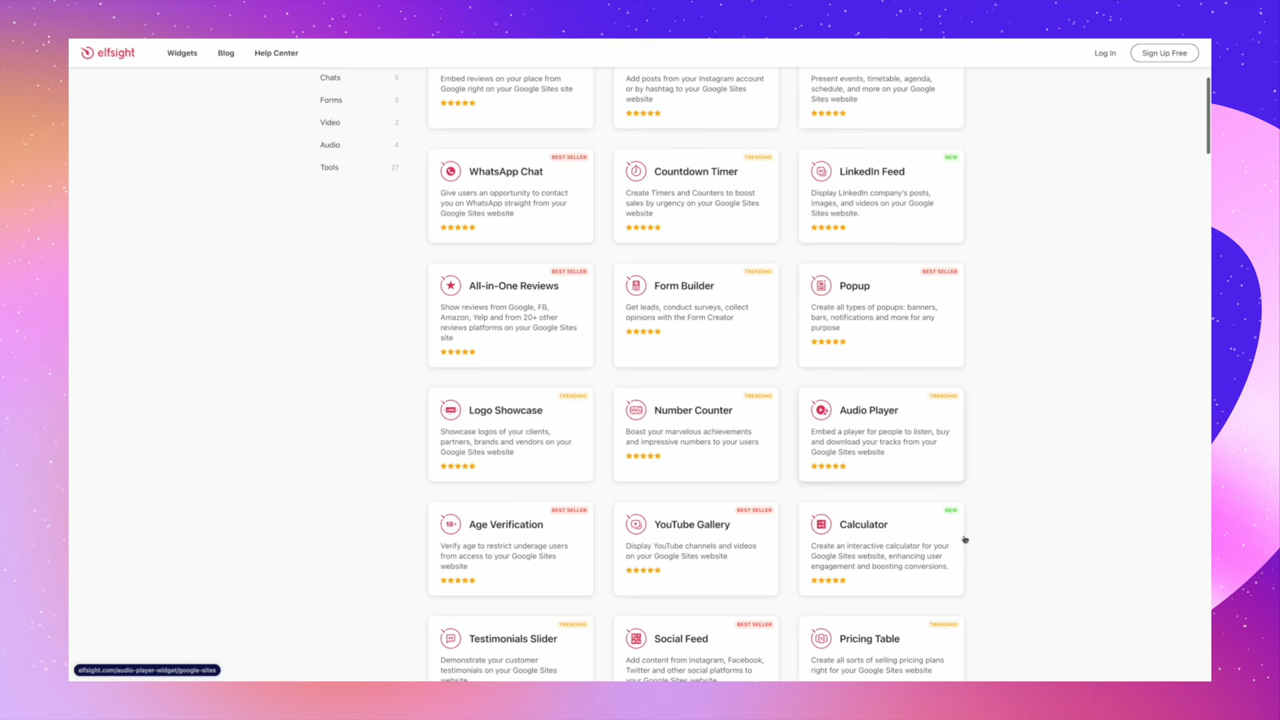 elfsight
Widgets
Blog
Help Center
Log In
Sign Up Free
Chats 5
Forms 5
Video 2
Audio 4
Tools 27
Embed reviews on your place from
Google right on your Google Sites site
Add posts from your Instagram account
or by hashtag to your Google Sites
website
Present events, timetable, agenda,
schedule, and more on your Google
Sites website
BEST SELLER
WhatsApp Chat
Give users an opportunity to contact
you on WhatsApp straight from your
Google Sites website
TRENDING
Countdown Timer
Create Timers and Counters to boost
sales by urgency on your Google Sites
website
NEW
LinkedIn Feed
Display LinkedIn company's posts,
images, and videos on your Google
Sites website.
BEST SELLER
All-in-One Reviews
Show reviews from Google, FB,
Amazon, Yelp and from 20+ other
reviews platforms on your Google Sites
site
TRENDING
Form Builder
Get leads, conduct surveys, collect
opinions with the Form Creator
BEST SELLER
Popup
Create all types of popups: banners,
bars, notifications and more for any
purpose
TRENDING
Logo Showcase
Showcase logos of your clients,
partners, brands and vendors on your
Google Sites website
TRENDING
Number Counter
Boast your marvelous achievements
and impressive numbers to your users
TRENDING
Audio Player
Embed a player for people to listen, buy
and download your tracks from your
Google Sites website
BEST SELLER
18+
Age Verification
Verify age to restrict underage users
from access to your Google Sites
website
BEST SELLER
YouTube Gallery
Display YouTube channels and videos
on your Google Sites website
NEW
Calculator
Create an interactive calculator for your
Google Sites website, enhancing user
engagement and boosting conversions.
TRENDING
Testimonials Slider
Demonstrate your customer
testimonials on your Google Sites
website
BEST SELLER
Social Feed
Add content from Instagram, Facebook,
Twitter and other social platforms to
your Google Sites website
TRENDING
Pricing Table
Create all sorts of selling pricing plans
right for your Google Sites website
elfsight.com/audio-player-widget/google-sites